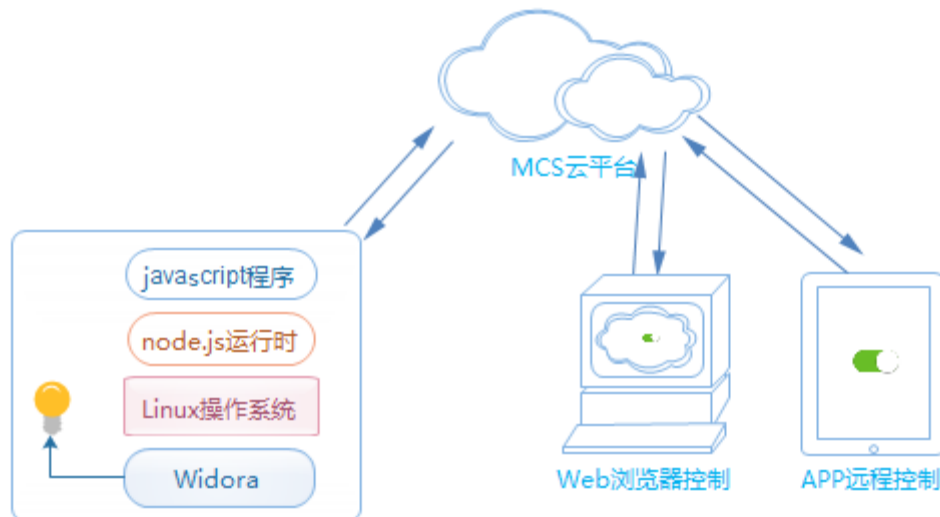 MCS云平台
javascript程序
node.js运行时
Linux操作系统
Widora
Web浏览器控制
APP远程控制